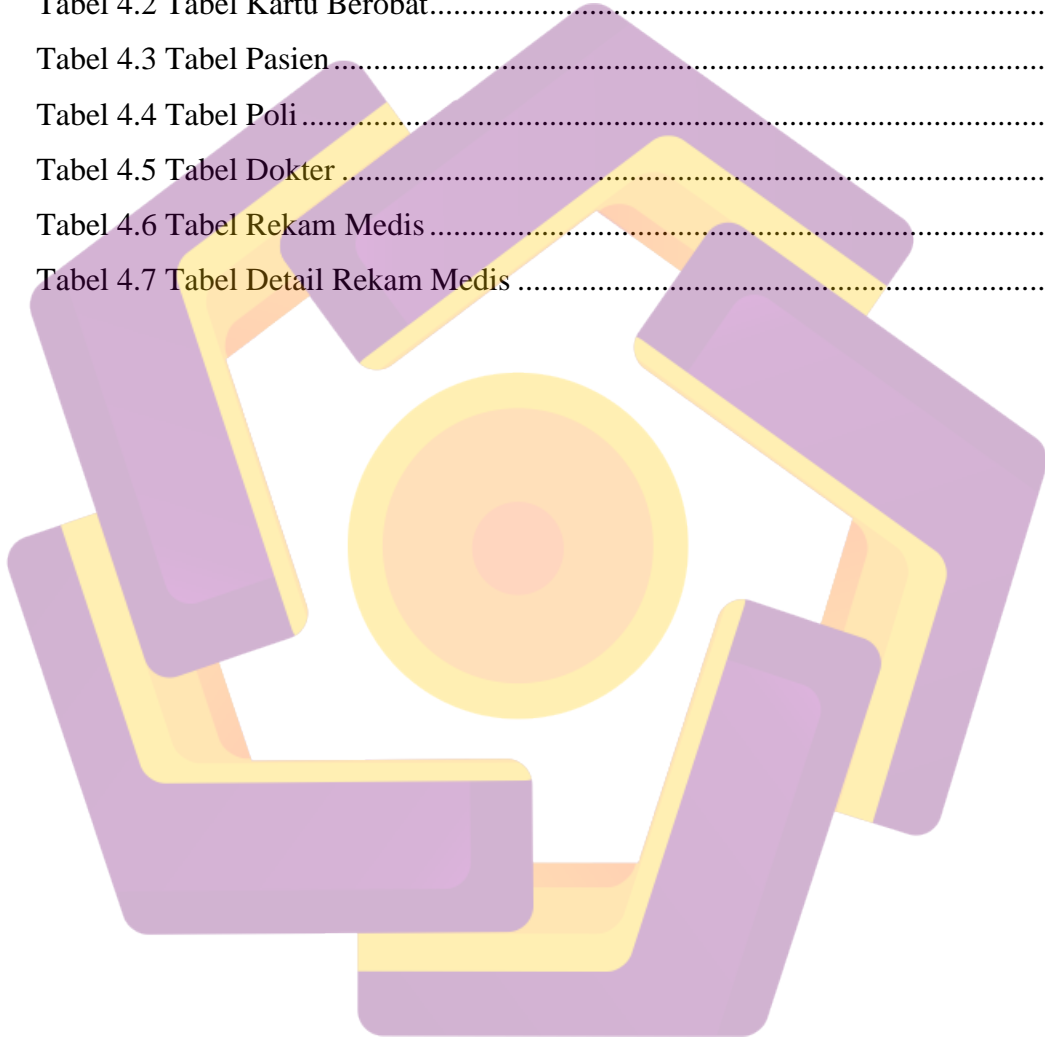 Tabel 4.2 Tabel Kartu Berobat..........................................................................
Tabel 4.3 Tabel Pasien.......................................................................................
Tabel 4.4 Tabel Poli...........................................................................................
Tabel 4.5 Tabel Dokter ......................................................................................
Tabel 4.6 Tabel Rekam Medis...........................................................................
Tabel 4.7 Tabel Detail Rekam Medis ................................................................